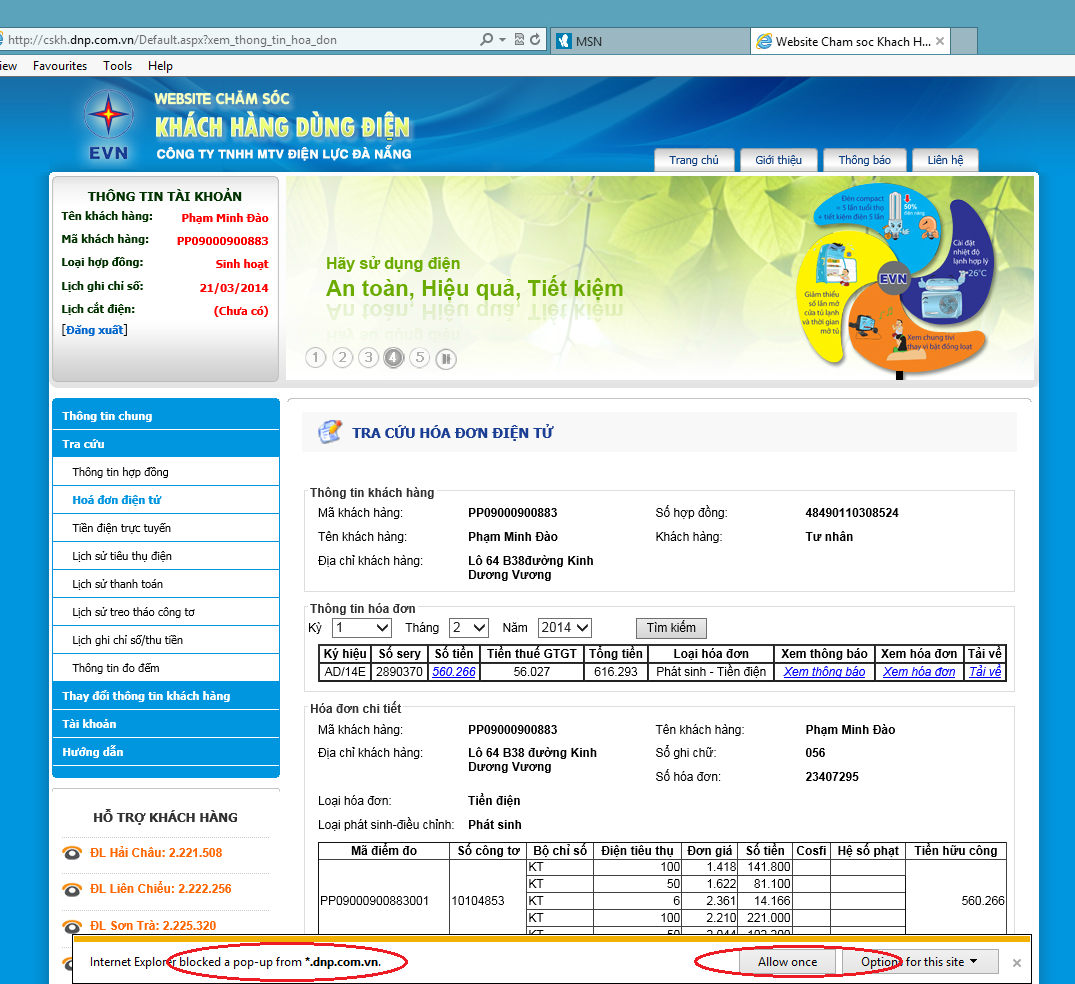 http://cskh.dnp.com.vn/Default.aspx?xem_thong_tin_hoa_don
MSN
Website Cham soc Khach H...
iew Favourites Tools Help
WEBSITE CHĂM SÓC
KHÁCH HÀNG DÙNG ĐIỆN
CÔNG TY TNHH MTV ĐIỆN LỰC ĐÀ NẴNG
EVN
Trang chủ Giới thiệu Thông báo Liên hệ
THÔNG TIN TÀI KHOẢN
Tên khách hàng: Phạm Minh Đào
Mã khách hàng: PP09000900883
Loại hợp đồng: Sinh hoạt
Lịch ghi chỉ số: 21/03/2014
Lịch cắt điện: (Chưa có)
[Đăng xuất]
Hãy sử dụng điện
An toàn, Hiệu quả, Tiết kiệm
1 2 3 4 5
Đèn compact
+ 5 lần tuổi thọ
+ tiết kiệm điện 5 lần
50%
điện năng
Cài đặt
nhiệt độ
lạnh hợp lý
26°C
EVN
Giảm thiểu
số lần mở
cửa tủ lạnh
và thời gian
mở tủ
Xem chung tivi
thay vì bật đồng loạt
Thông tin chung
Tra cứu
Thông tin hợp đồng
Hoá đơn điện tử
Tiền điện trực tuyến
Lịch sử tiêu thụ điện
Lịch sử thanh toán
Lịch sử treo tháo công tơ
Lịch ghi chỉ số/thu tiền
Thông tin đo đếm
Thay đổi thông tin khách hàng
Tài khoản
Hướng dẫn
HỖ TRỢ KHÁCH HÀNG
ĐL Hải Châu: 2.221.508
ĐL Liên Chiểu: 2.222.256
ĐL Sơn Trà: 2.225.320
TRA CỨU HÓA ĐƠN ĐIỆN TỬ
Thông tin khách hàng
Mã khách hàng: PP09000900883 Số hợp đồng: 48490110308524
Tên khách hàng: Phạm Minh Đào Khách hàng: Tư nhân
Địa chỉ khách hàng: Lô 64 B38đường Kinh
Dương Vương
Thông tin hóa đơn
Kỳ 1 Tháng 2 Năm 2014 Tìm kiếm
Ký hiệu Số sery Số tiền Tiền thuế GTGT Tổng tiền Loại hóa đơn Xem thông báo Xem hóa đơn Tải về
AD/14E 2890370 560.266 56.027 616.293 Phát sinh - Tiền điện Xem thông báo Xem hóa đơn Tải về
Hóa đơn chi tiết
Mã khách hàng: PP09000900883 Tên khách hàng: Phạm Minh Đào
Địa chỉ khách hàng: Lô 64 B38 đường Kinh Số ghi chữ: 056
Dương Vương
Số hóa đơn: 23407295
Loại hóa đơn: Tiền điện
Loại phát sinh-điều chỉnh: Phát sinh
Mã điểm đo Số công tơ Bộ chỉ số Điện tiêu thụ Đơn giá Số tiền Cosfi Hệ số phạt Tiền hữu công
KT 100 1.418 141.800
KT 50 1.622 81.100
PP09000900883001 10104853 KT 6 2.361 14.166 560.266
KT 100 2.210 221.000
Internet Explorer blocked a pop-up from *.dnp.com.vn.
Allow once
Options for this site